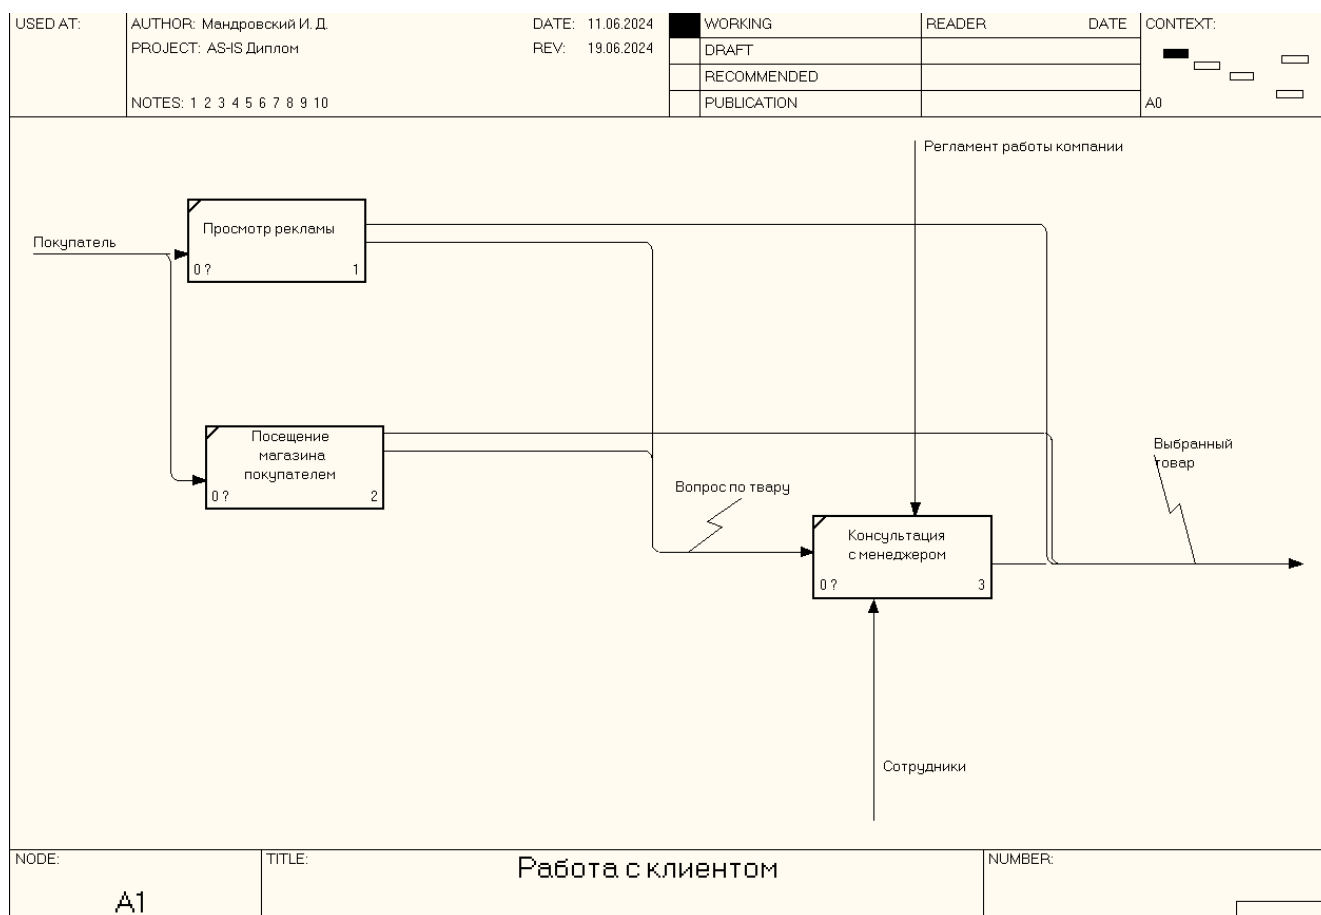 USED AT:
AUTHOR: Мандровский И. Д.
DATE: 11.06.2024
WORKING
READER
DATE
CONTEXT:
PROJECT: AS-IS Диплом
REV: 19.06.2024
DRAFT
RECOMMENDED
NOTES: 1 2 3 4 5 6 7 8 9 10
PUBLICATION
A0
Регламент работы компании
Просмотр рекламы
0 ?
1
Покупатель
Посещение
магазина
покупателем
0 ?
2
Выбранный
товар
Вопрос по твару
Консультация
с менеджером
0 ?
3
Сотрудники
NODE:
A1
TITLE:
Работа с клиентом
NUMBER: